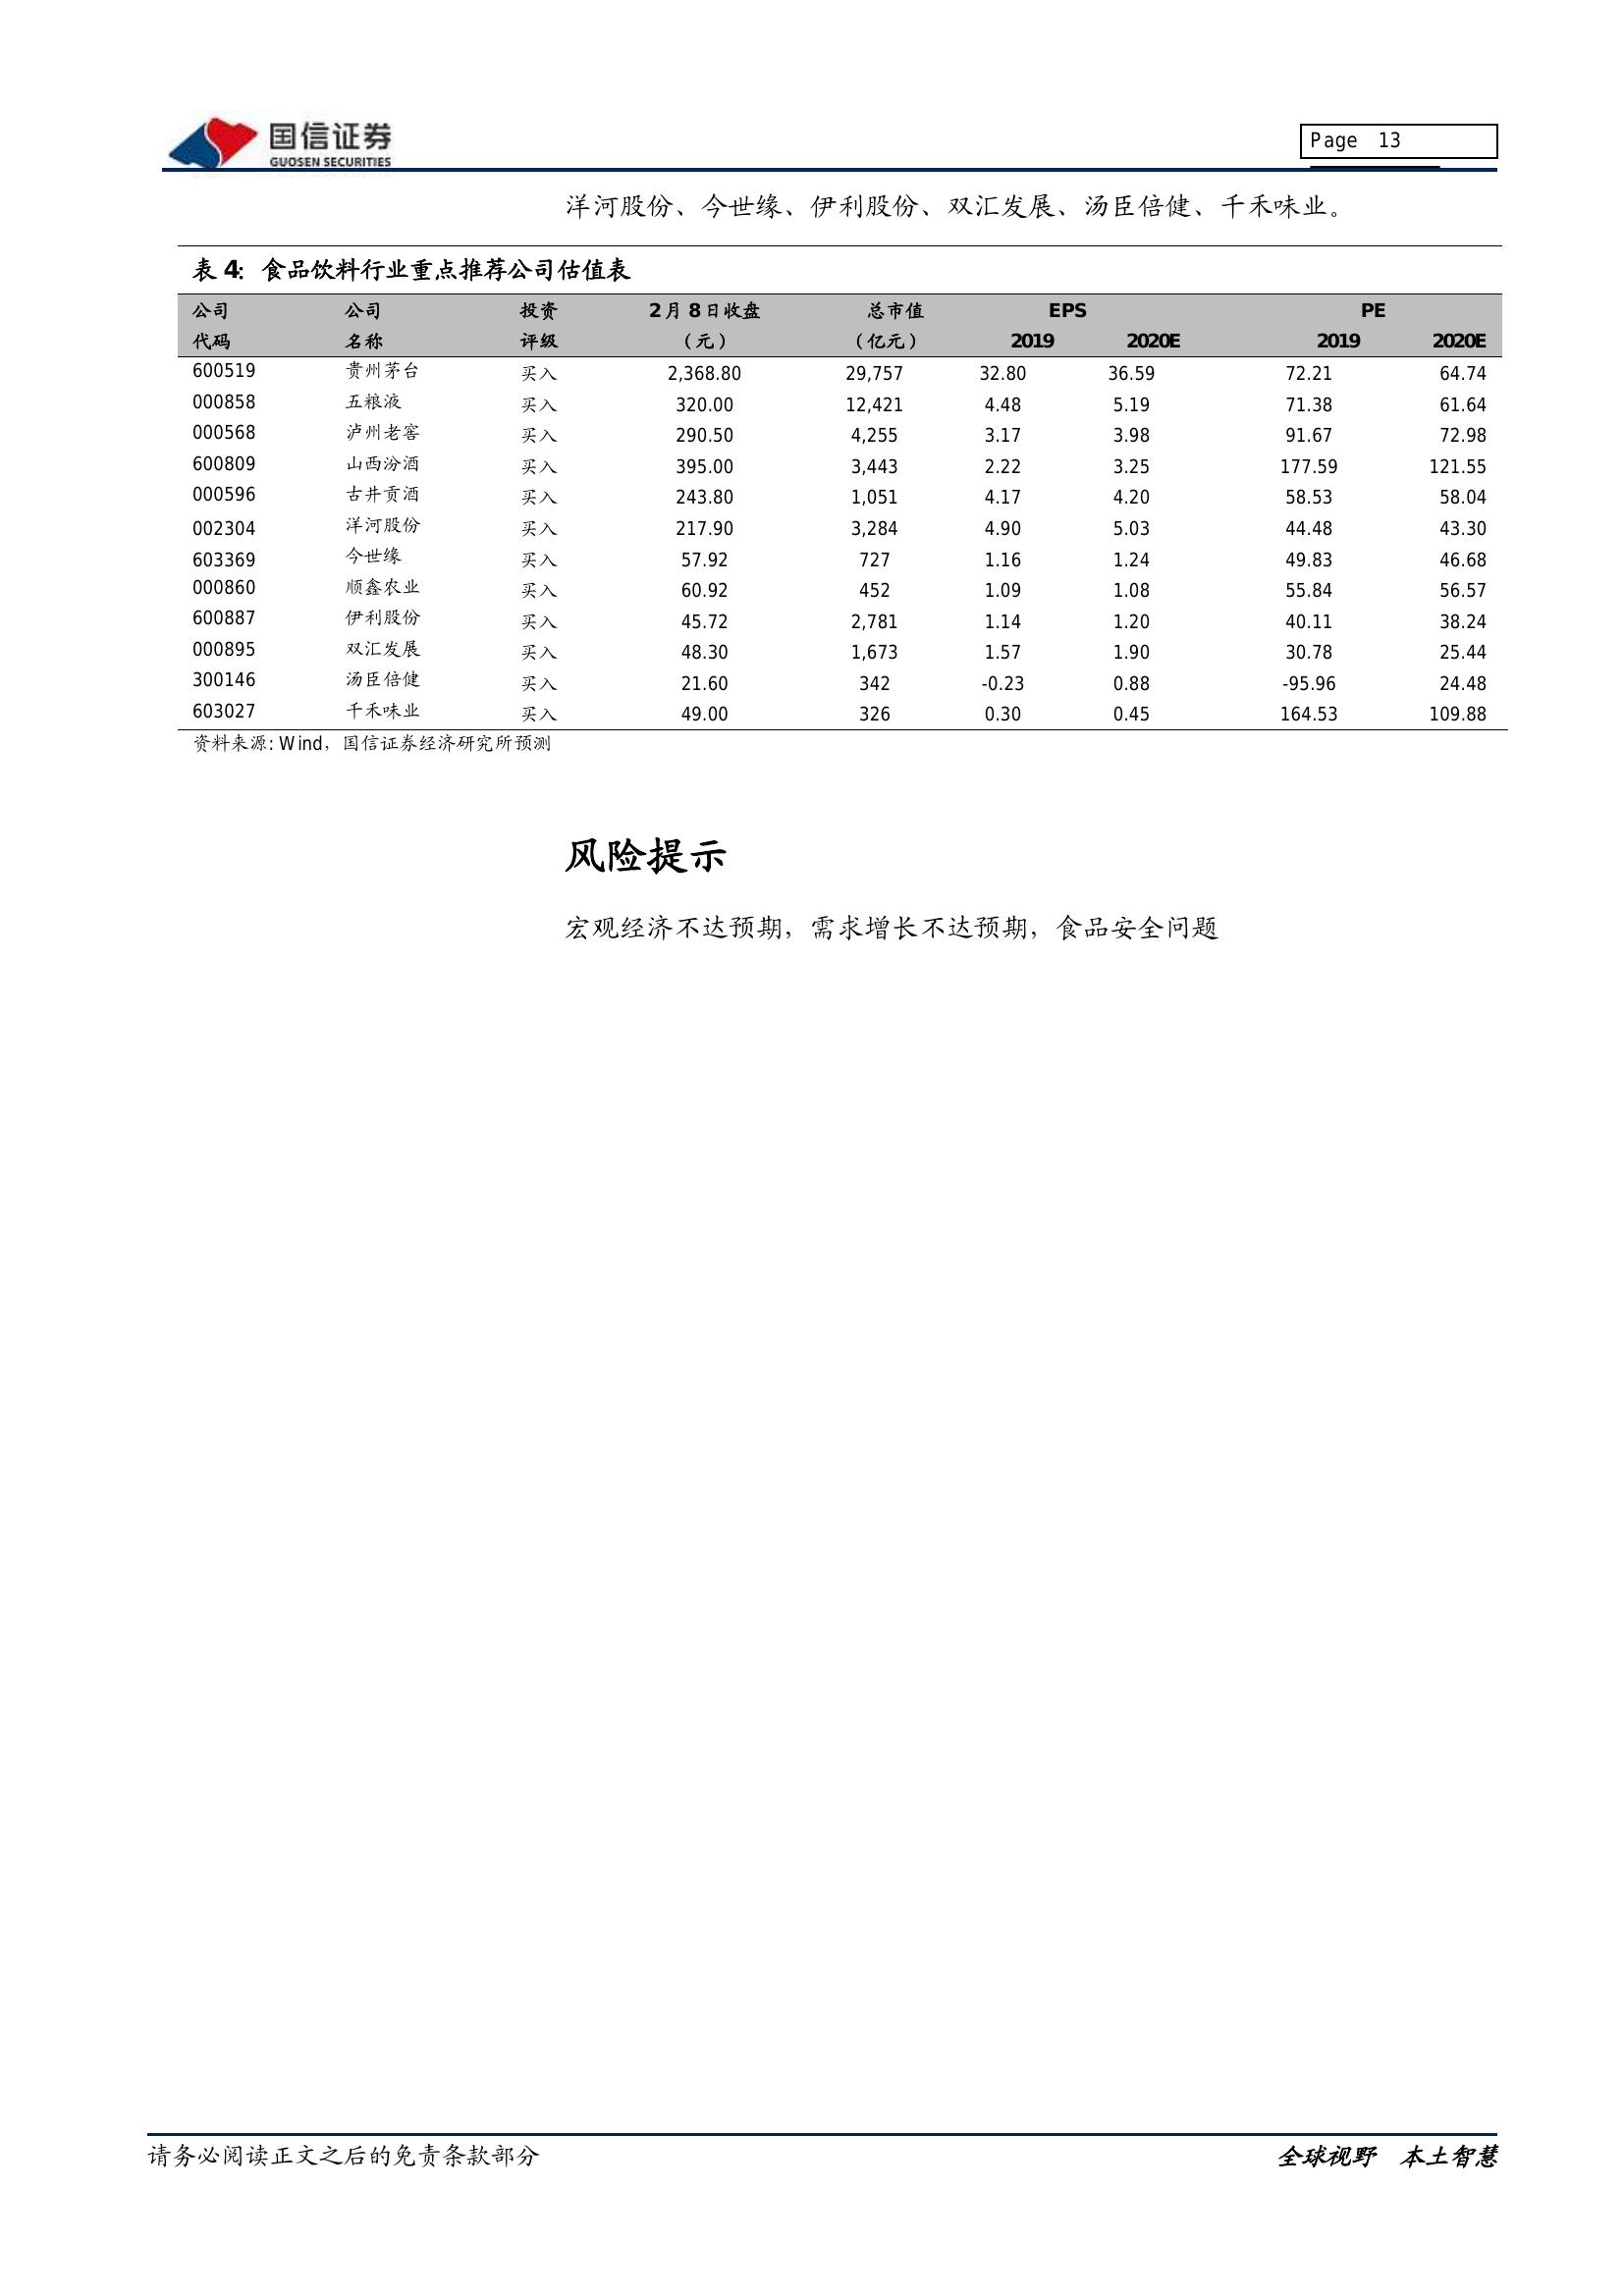 国信证券
GUOSEN SECURITIES
Page 13
洋河股份、今世缘、伊利股份、双汇发展、汤臣倍健、千禾味业。
表 4: 食品饮料行业重点推荐公司估值表
公司 公司 投资 2 月 8 日收盘 总市值 EPS PE
代码 名称 评级 （元） （亿元） 2019 2020E 2019 2020E
600519 贵州茅台 买入 2,368.80 29,757 32.80 36.59 72.21 64.74
000858 五粮液 买入 320.00 12,421 4.48 5.19 71.38 61.64
000568 泸州老窖 买入 290.50 4,255 3.17 3.98 91.67 72.98
600809 山西汾酒 买入 395.00 3,443 2.22 3.25 177.59 121.55
000596 古井贡酒 买入 243.80 1,051 4.17 4.20 58.53 58.04
002304 洋河股份 买入 217.90 3,284 4.90 5.03 44.48 43.30
603369 今世缘 买入 57.92 727 1.16 1.24 49.83 46.68
000860 顺鑫农业 买入 60.92 452 1.09 1.08 55.84 56.57
600887 伊利股份 买入 45.72 2,781 1.14 1.20 40.11 38.24
000895 双汇发展 买入 48.30 1,673 1.57 1.90 30.78 25.44
300146 汤臣倍健 买入 21.60 342 -0.23 0.88 -95.96 24.48
603027 千禾味业 买入 49.00 326 0.30 0.45 164.53 109.88
资料来源: Wind，国信证券经济研究所预测
风险提示
宏观经济不达预期，需求增长不达预期，食品安全问题
请务必阅读正文之后的免责条款部分 全球视野 本土智慧